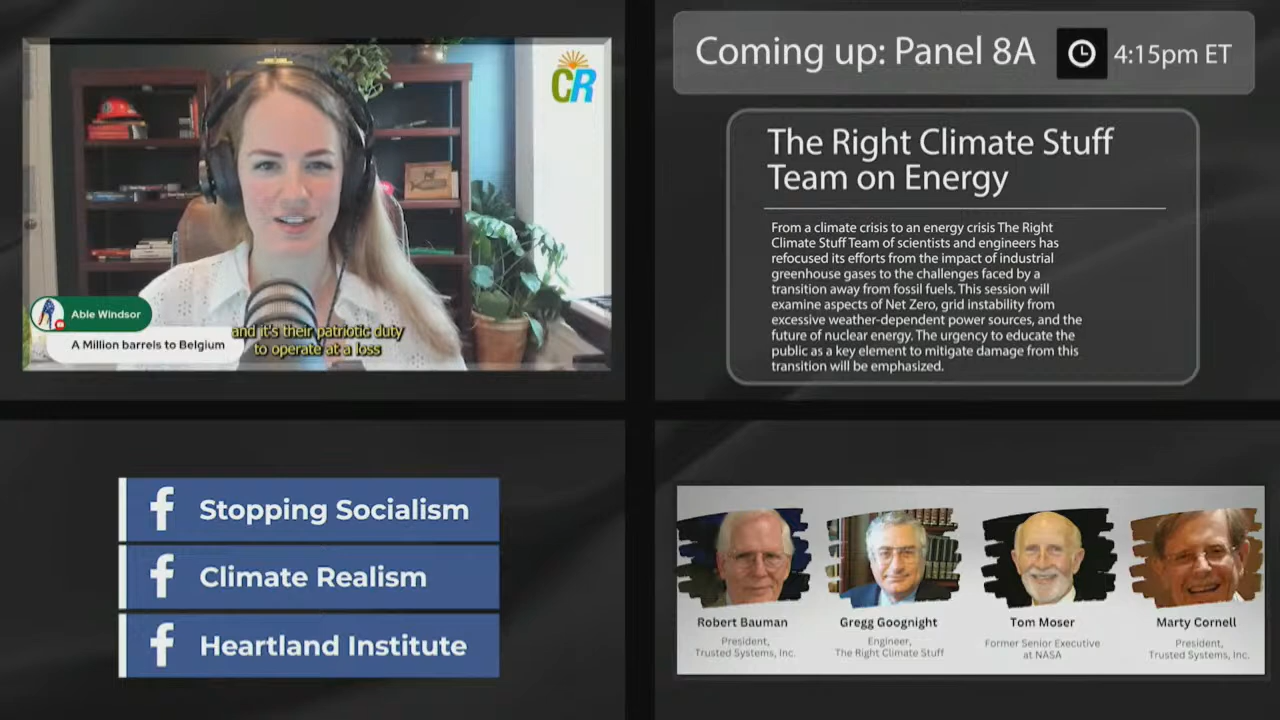 CR
Able Windsor
A Million barrels to Belgium
and it's their patriotic duty
to operate at a loss
Coming up: Panel 8A
4:15pm ET
The Right Climate Stuff
Team on Energy
From a climate crisis to an energy crisis The Right
Climate Stuff Team of scientists and engineers has
refocused its efforts from the impact of industrial
greenhouse gases to the challenges faced by a
transition away from fossil fuels. This session will
examine aspects of Net Zero, grid instability from
excessive weather-dependent power sources, and the
future of nuclear energy. The urgency to educate the
public as a key element to mitigate damage from this
transition will be emphasized.
Stopping Socialism
Climate Realism
Heartland Institute
Robert Bauman
President,
Trusted Systems, Inc.
Gregg Goognight
Engineer,
The Right Climate Stuff
Tom Moser
Former Senior Executive
at NASA
Marty Cornell
President,
Trusted Systems, Inc.